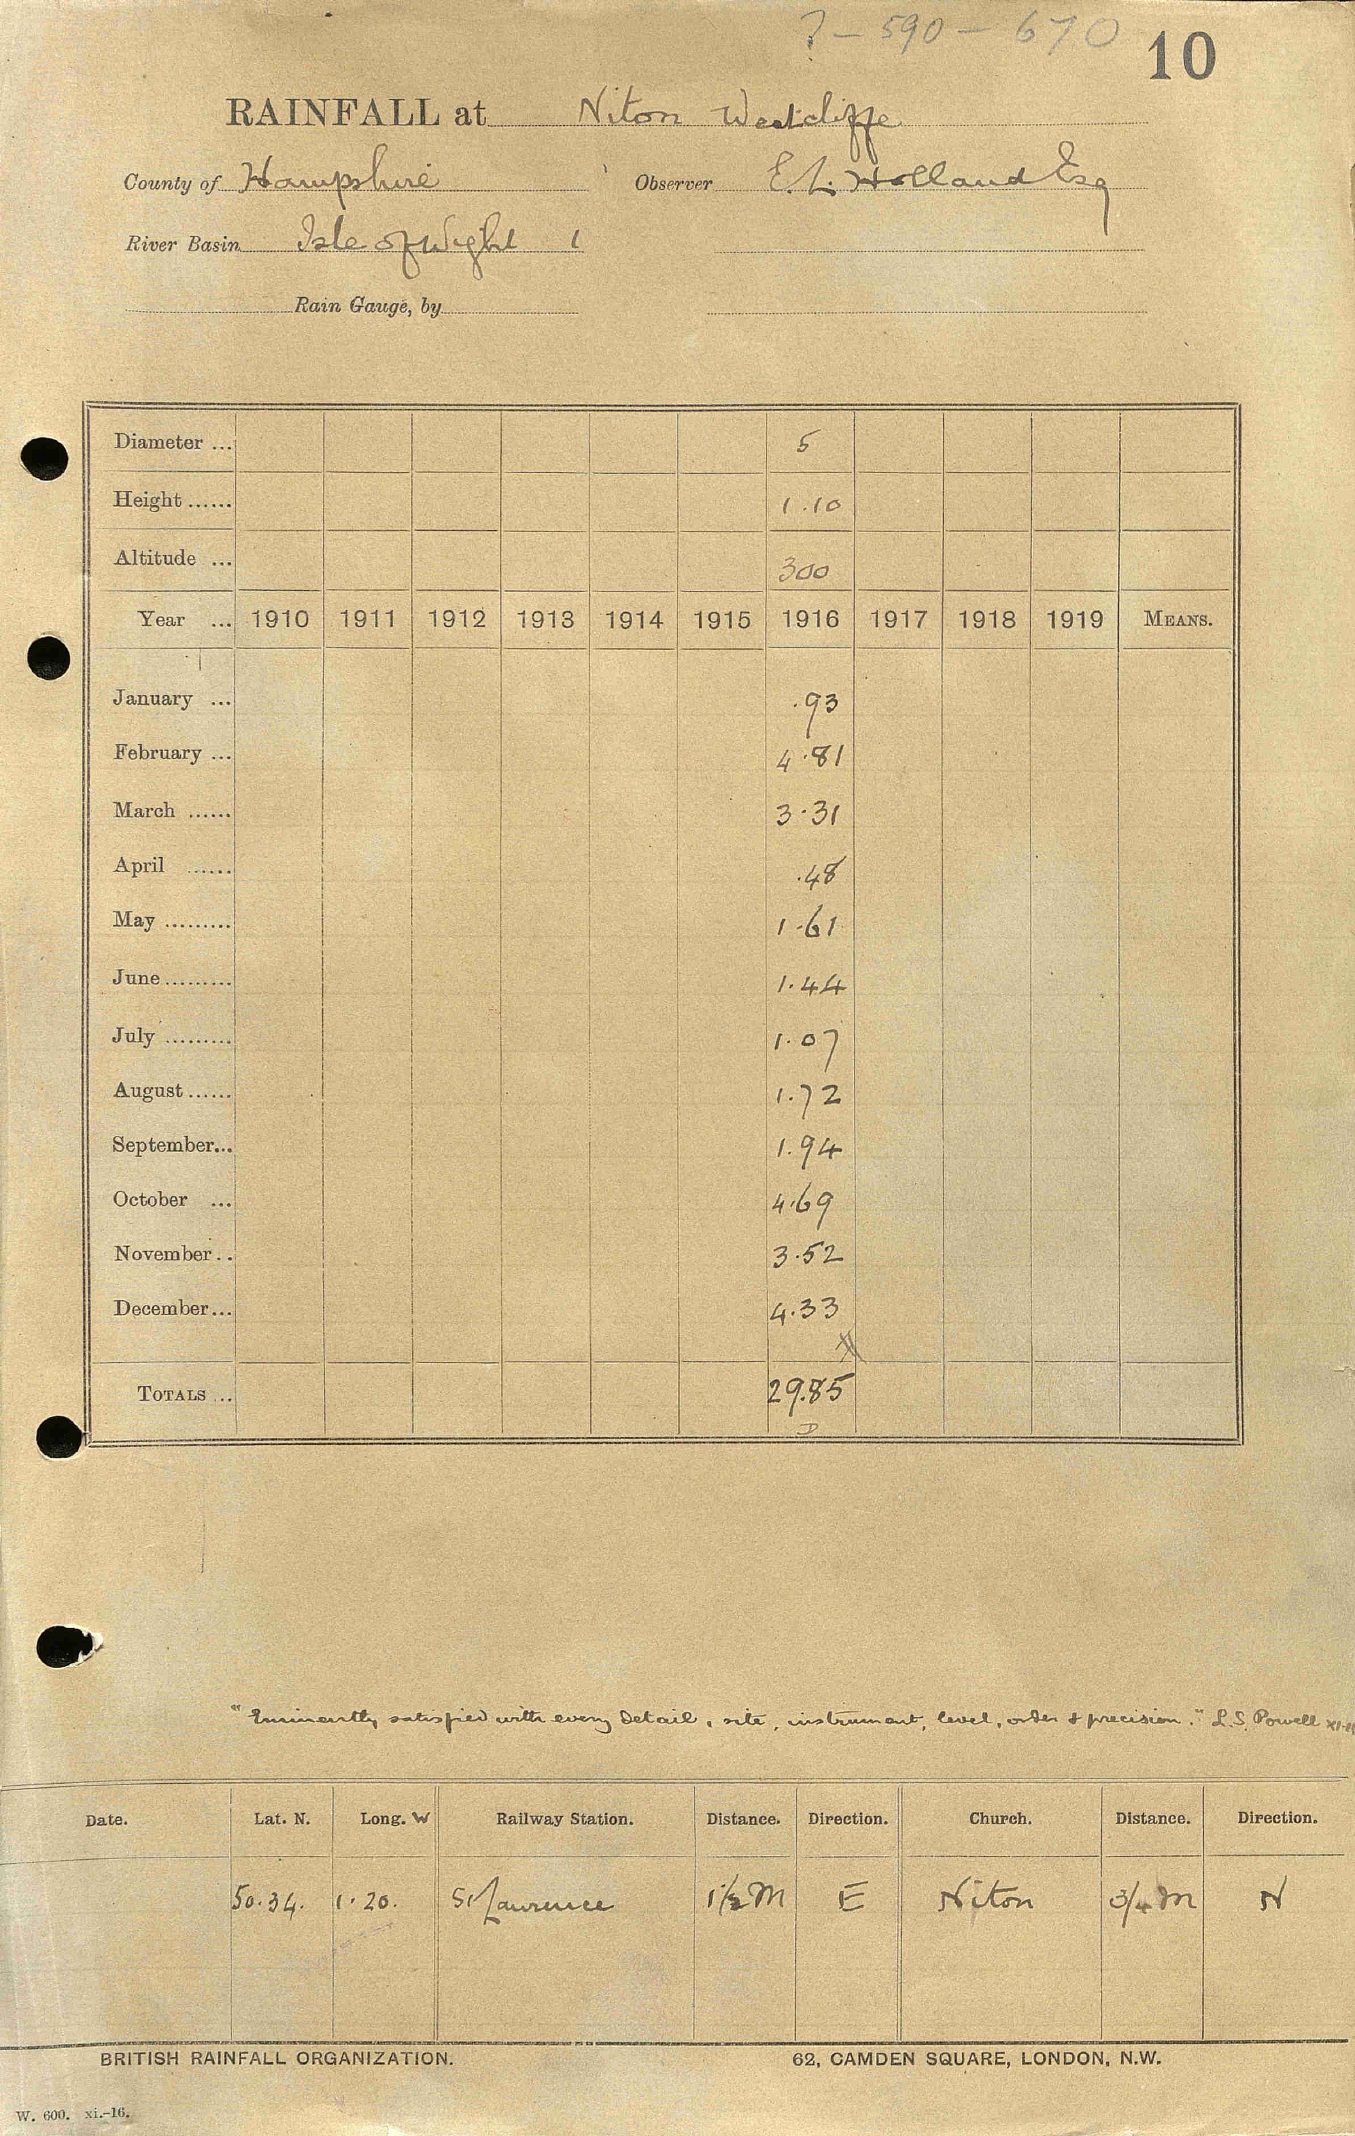 ? - 590 - 670
10
RAINFALL at Niton Westcliffe
County of Hampshire Observer E. L. Holland Esq
River Basin Isle of Wight 1
Rain Gauge, by
Diameter ... 5
Height ...... 1.10
Altitude ... 300
Year ... 1910 1911 1912 1913 1914 1915 1916 1917 1918 1919 MEANS.
January ... .93
February ... 4.81
March ...... 3.31
April ...... .48
May ......... 1.61
June ......... 1.44
July ......... 1.07
August ...... 1.72
September... 1.94
October ... 4.69
November .. 3.52
December... 4.33
TOTALS ... 29.85
D
"Eminently satisfied with every detail, site, instrument, level, order & precision." L.S. Powell
Date. Lat. N. Long. W Railway Station. Distance. Direction. Church. Distance. Direction.
50.34. 1.20. St Lawrence 1½ M E Niton 3/4 M N
BRITISH RAINFALL ORGANIZATION. 62, CAMDEN SQUARE, LONDON, N.W.
W. 600. xi.-16.